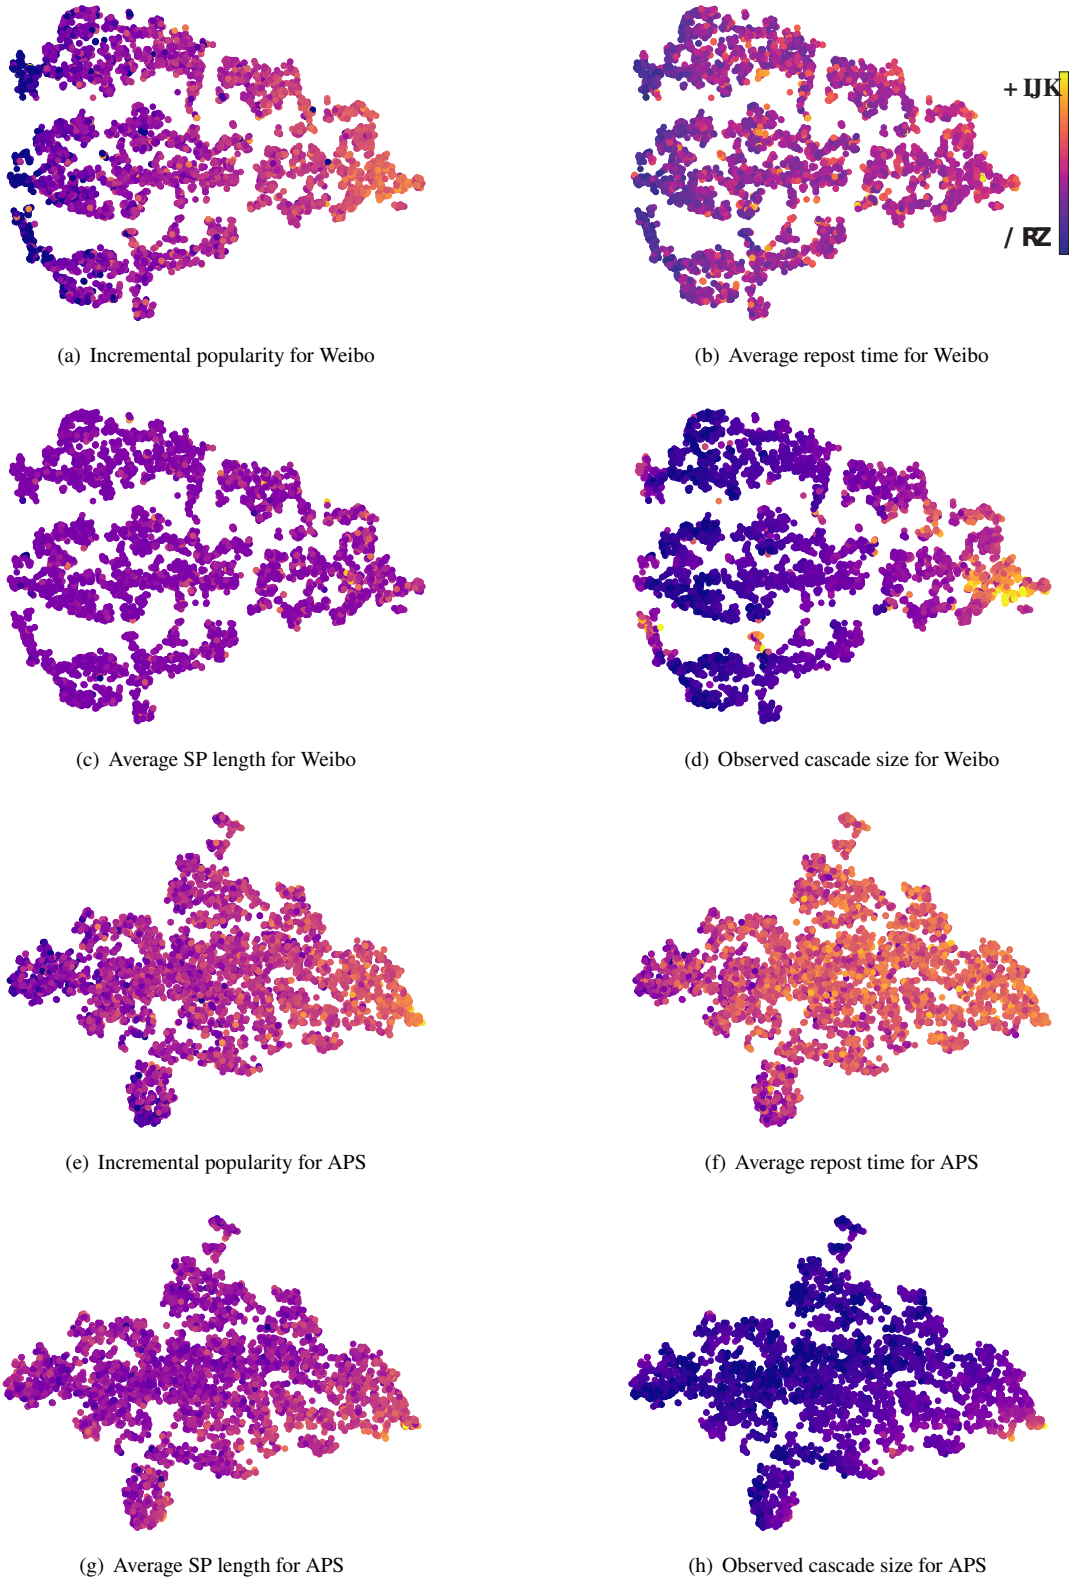 + IJK
/ RZ
(a) Incremental popularity for Weibo
(b) Average repost time for Weibo
(c) Average SP length for Weibo
(d) Observed cascade size for Weibo
(e) Incremental popularity for APS
(f) Average repost time for APS
(g) Average SP length for APS
(h) Observed cascade size for APS